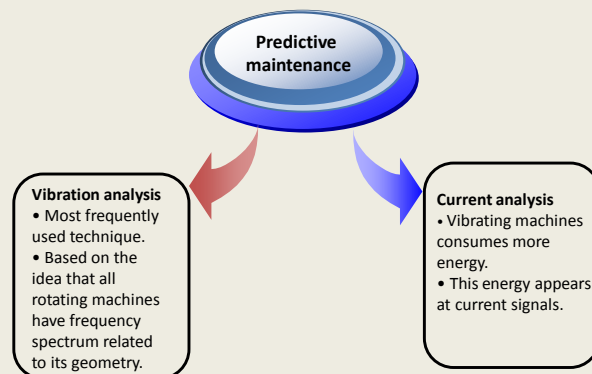 Predictive
maintenance
Vibration analysis
• Most frequently
used technique.
• Based on the
idea that all
rotating machines
have frequency
spectrum related
to its geometry.
Current analysis
• Vibrating machines
consumes more
energy.
• This energy appears
at current signals.